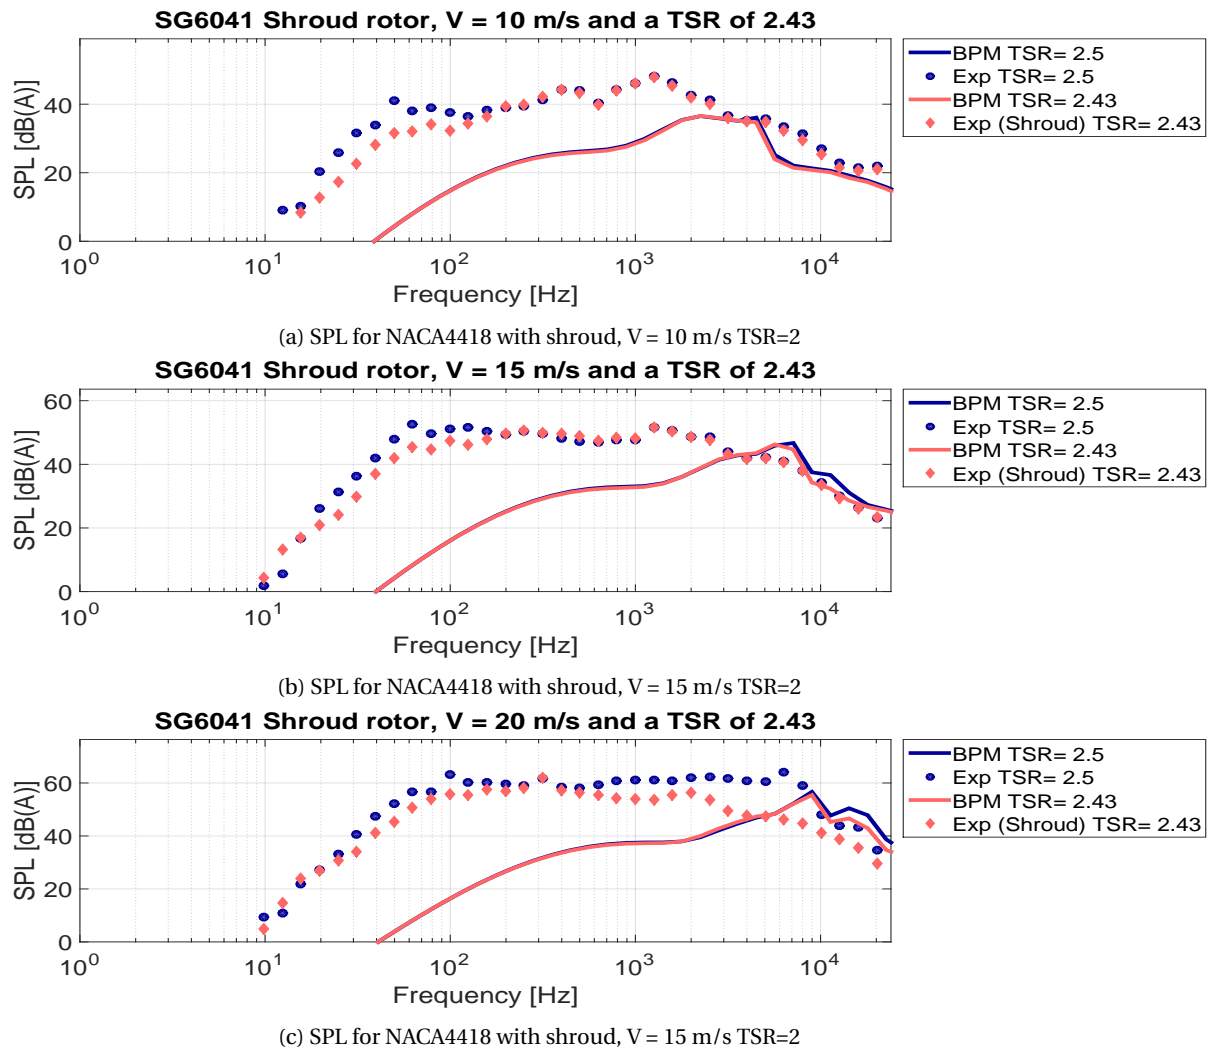 SG6041 Shroud rotor, V = 10 m/s and a TSR of 2.43
SPL [dB(A)]
40
20
0
10^0
10^1
10^2
10^3
10^4
Frequency [Hz]
BPM TSR= 2.5
Exp TSR= 2.5
BPM TSR= 2.43
Exp (Shroud) TSR= 2.43
(a) SPL for NACA4418 with shroud, V = 10 m/s TSR=2
SG6041 Shroud rotor, V = 15 m/s and a TSR of 2.43
SPL [dB(A)]
60
40
20
0
10^0
10^1
10^2
10^3
10^4
Frequency [Hz]
BPM TSR= 2.5
Exp TSR= 2.5
BPM TSR= 2.43
Exp (Shroud) TSR= 2.43
(b) SPL for NACA4418 with shroud, V = 15 m/s TSR=2
SG6041 Shroud rotor, V = 20 m/s and a TSR of 2.43
SPL [dB(A)]
60
40
20
0
10^0
10^1
10^2
10^3
10^4
Frequency [Hz]
BPM TSR= 2.5
Exp TSR= 2.5
BPM TSR= 2.43
Exp (Shroud) TSR= 2.43
(c) SPL for NACA4418 with shroud, V = 15 m/s TSR=2